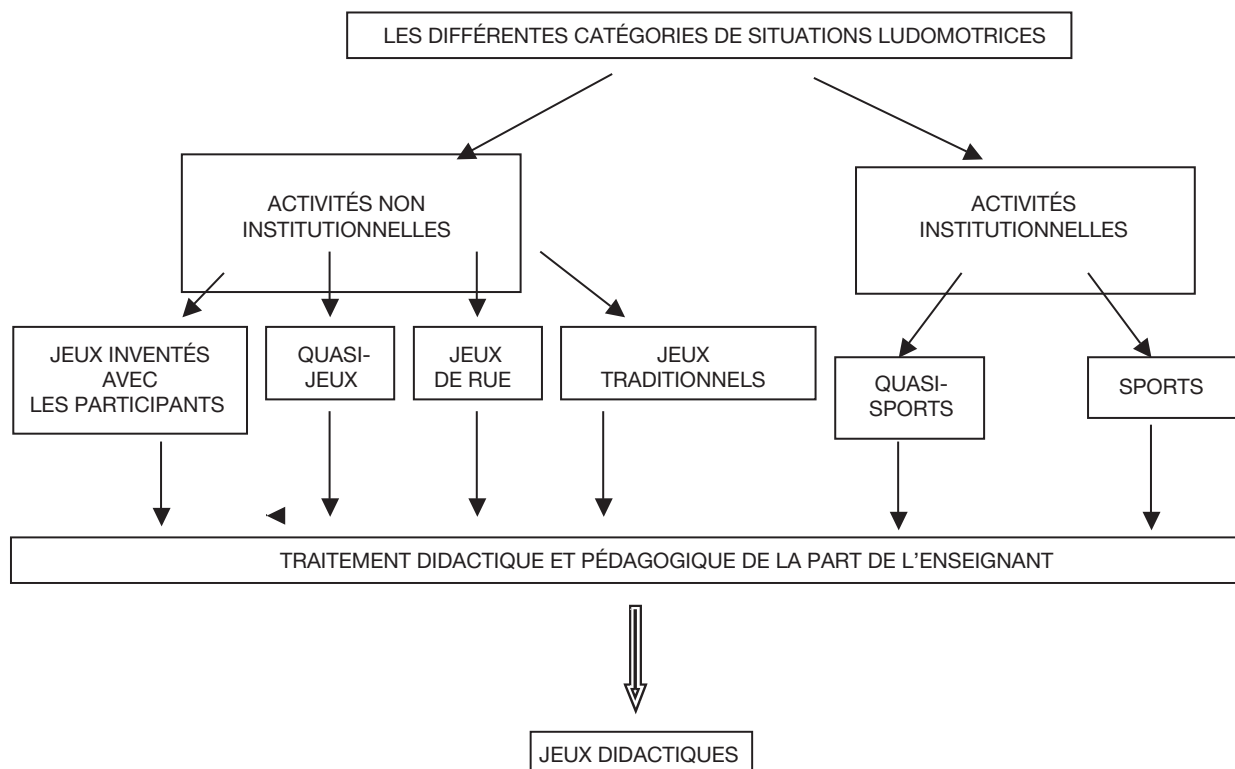 LES DIFFÉRENTES CATÉGORIES DE SITUATIONS LUDOMOTRICES
ACTIVITÉS NON
INSTITUTIONNELLES
ACTIVITÉS
INSTITUTIONNELLES
JEUX INVENTÉS
AVEC
LES PARTICIPANTS
QUASI-
JEUX
JEUX
DE RUE
JEUX
TRADITIONNELS
QUASI-
SPORTS
SPORTS
TRAITEMENT DIDACTIQUE ET PÉDAGOGIQUE DE LA PART DE L’ENSEIGNANT
JEUX DIDACTIQUES